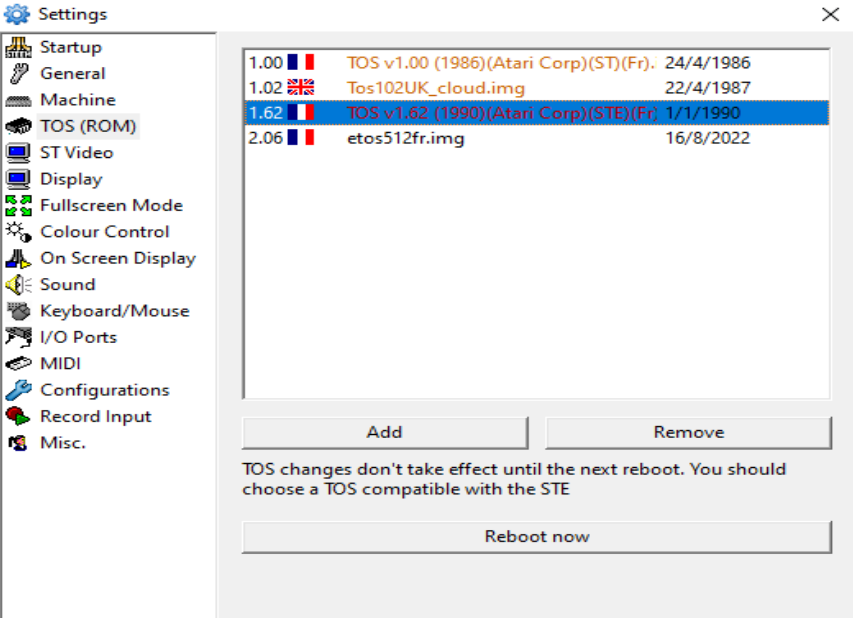 Settings
Startup
General
Machine
TOS (ROM)
ST Video
Display
Fullscreen Mode
Colour Control
On Screen Display
Sound
Keyboard/Mouse
I/O Ports
MIDI
Configurations
Record Input
Misc.
1.00 TOS v1.00 (1986)(Atari Corp)(ST)(Fr). 24/4/1986
1.02 Tos102UK_cloud.img 22/4/1987
1.62 TOS v1.62 (1990)(Atari Corp)(STE)(Fr) 1/1/1990
2.06 etos512fr.img 16/8/2022
Add Remove
TOS changes don't take effect until the next reboot. You should
choose a TOS compatible with the STE
Reboot now